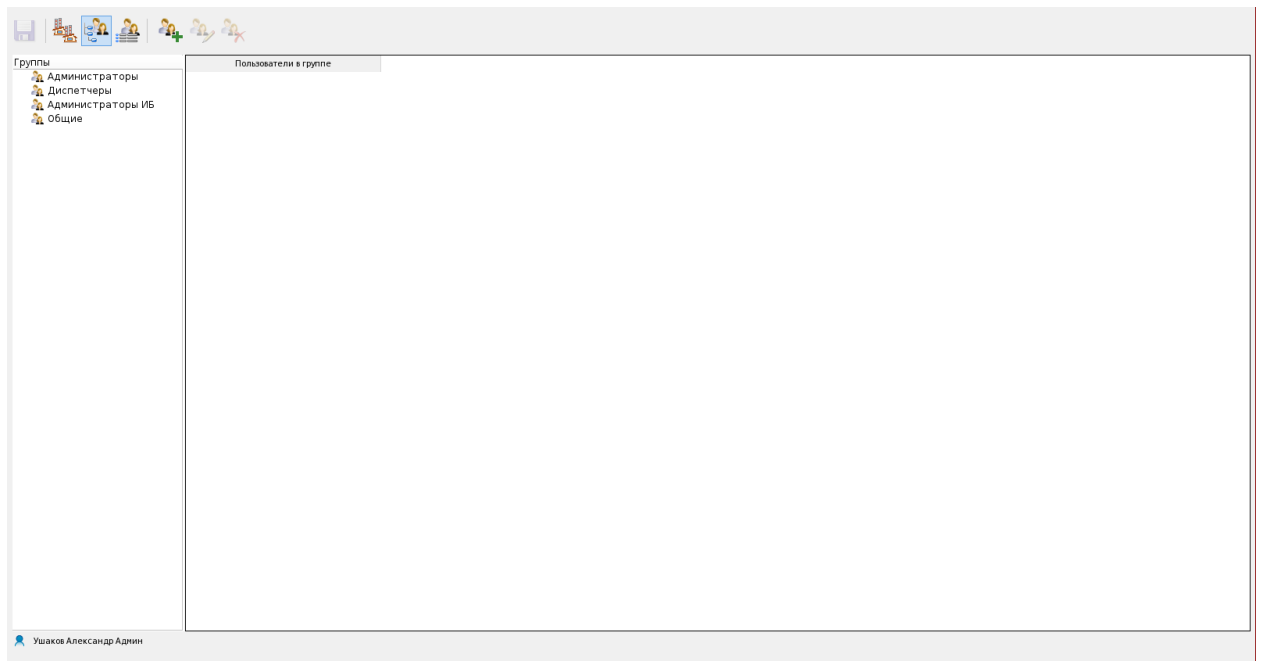 Группы
Пользователи в группе
Администраторы
Диспетчеры
Администраторы ИБ
Общие
Ушаков Александр Админ